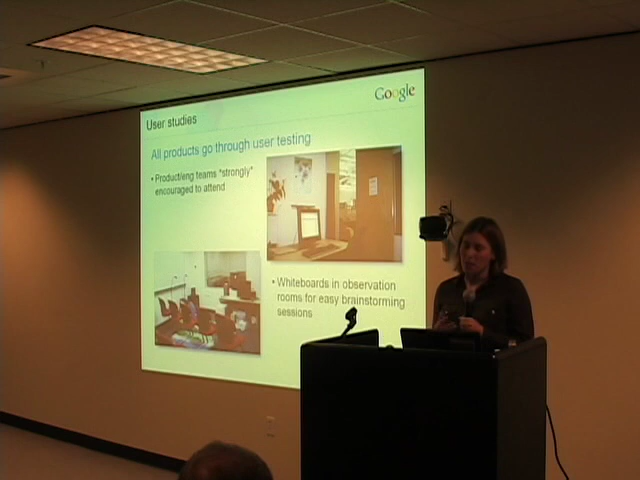 Google
User studies
All products go through user testing
• Product/eng teams *strongly*
encouraged to attend
• Whiteboards in observation
rooms for easy brainstorming
sessions